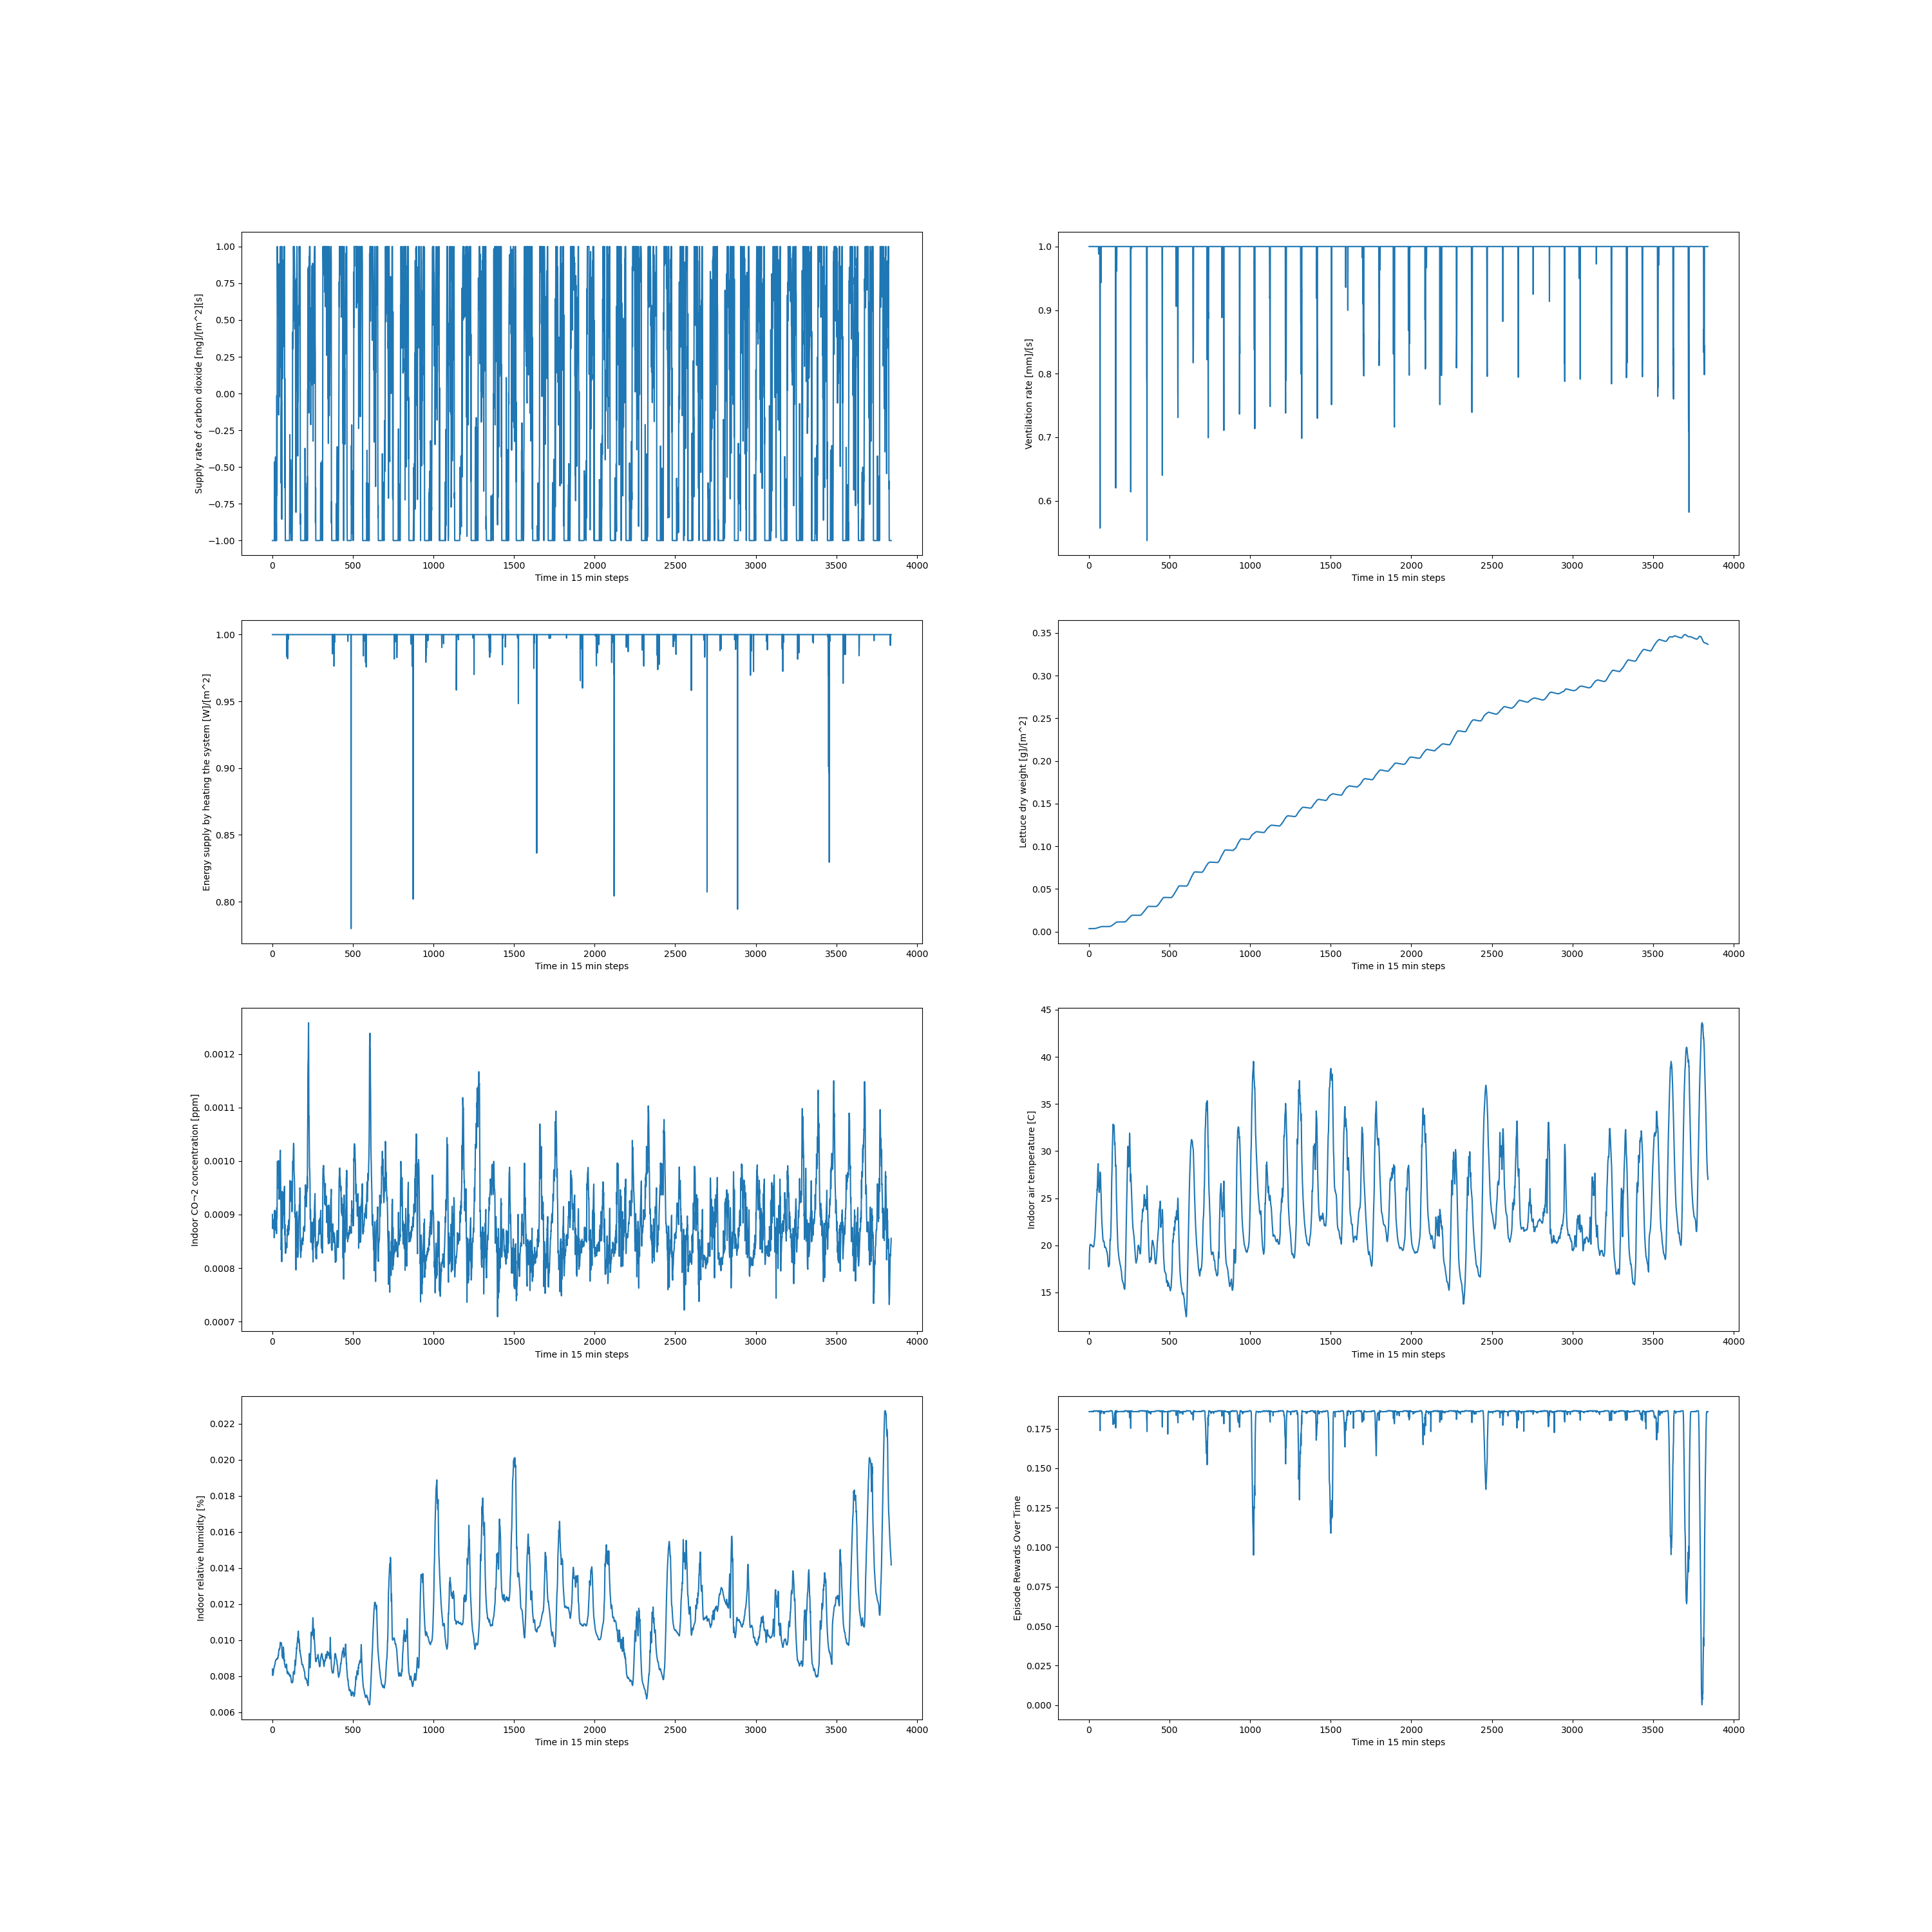 1.00
0.75
0.50
0.25
0.00
−0.25
−0.50
−0.75
−1.00
Supply rate of carbon dioxide [mg]/[m^2][s]
0 500 1000 1500 2000 2500 3000 3500 4000
Time in 15 min steps
1.0
0.9
0.8
0.7
0.6
Ventilation rate [mm]/[s]
0 500 1000 1500 2000 2500 3000 3500 4000
Time in 15 min steps
1.00
0.95
0.90
0.85
0.80
Energy supply by heating the system [W]/[m^2]
0 500 1000 1500 2000 2500 3000 3500 4000
Time in 15 min steps
0.35
0.30
0.25
0.20
0.15
0.10
0.05
0.00
Lettuce dry weight [g]/[m^2]
0 500 1000 1500 2000 2500 3000 3500 4000
Time in 15 min steps
0.0012
0.0011
0.0010
0.0009
0.0008
0.0007
Indoor CO~2 concentration [ppm]
0 500 1000 1500 2000 2500 3000 3500 4000
Time in 15 min steps
45
40
35
30
25
20
15
Indoor air temperature [C]
0 500 1000 1500 2000 2500 3000 3500 4000
Time in 15 min steps
0.022
0.020
0.018
0.016
0.014
0.012
0.010
0.008
0.006
Indoor relative humidity [%]
0 500 1000 1500 2000 2500 3000 3500 4000
Time in 15 min steps
0.175
0.150
0.125
0.100
0.075
0.050
0.025
0.000
Episode Rewards Over Time
0 500 1000 1500 2000 2500 3000 3500 4000
Time in 15 min steps